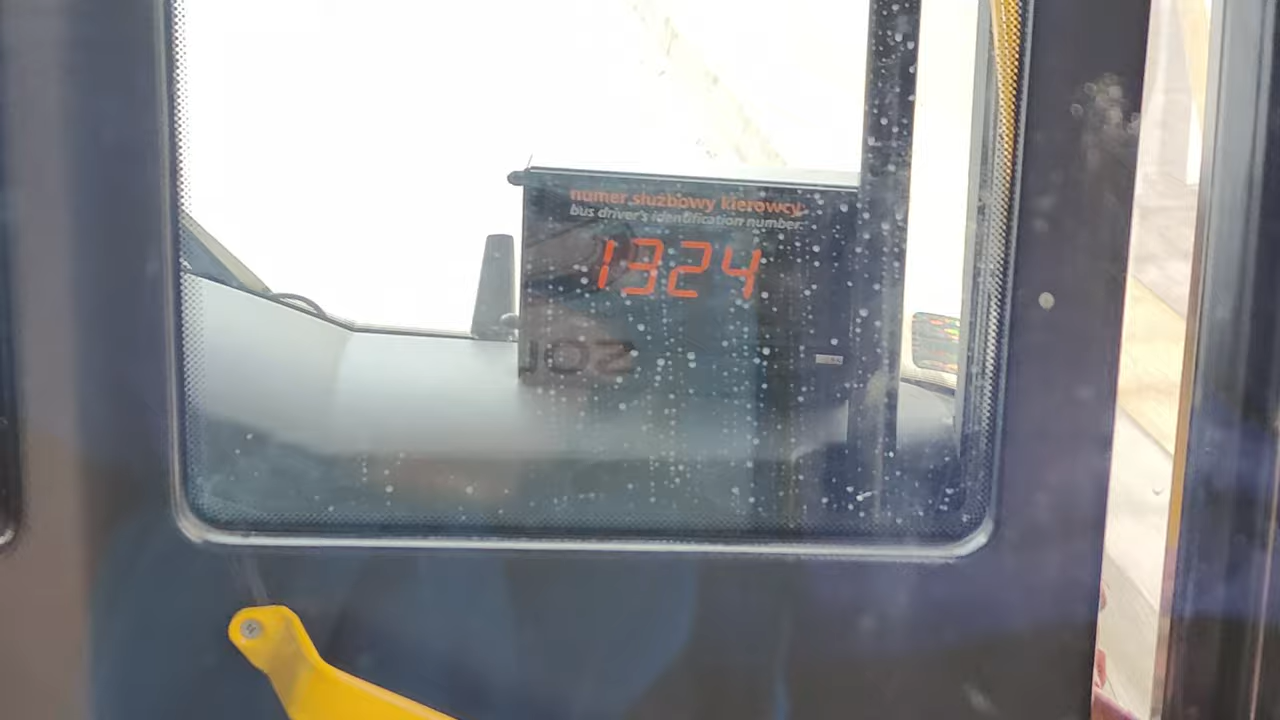 numer służbowy kierowcy:
bus driver's identification number:
1324